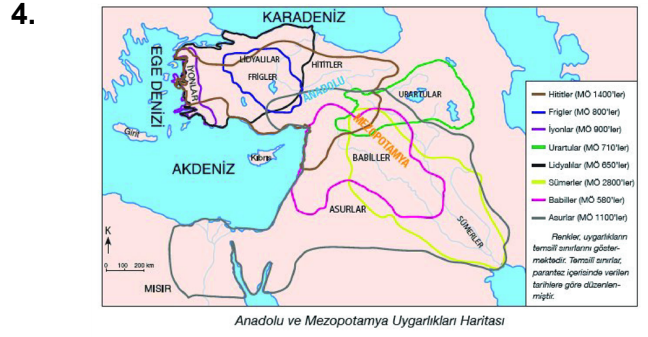 4.
KARADENİZ
EGE DENİZİ
İYONLAR
LİDYALILAR
FRİGLER
HİTİTLER
ANADOLU
URARTULAR
MEZOPOTAMYA
Girit
AKDENİZ
Kıbrıs
BABİLLER
ASURLAR
SÜMERLER
K
0 100 200 km
MISIR
Hititler (MÖ 1400'ler)
Frigler (MÖ 800'ler)
İyonlar (MÖ 900'ler)
Urartular (MÖ 710'ler)
Lidyalılar (MÖ 650'ler)
Sümerler (MÖ 2800'ler)
Babiller (MÖ 580'ler)
Asurlar (MÖ 1100'ler)
Renkler, uygarlıkların
temsilî sınırlarını göster-
mektedir. Temsilî sınırlar,
parantez içerisinde verilen
tarihlere göre düzenlen-
miştir.
Anadolu ve Mezopotamya Uygarlıkları Haritası